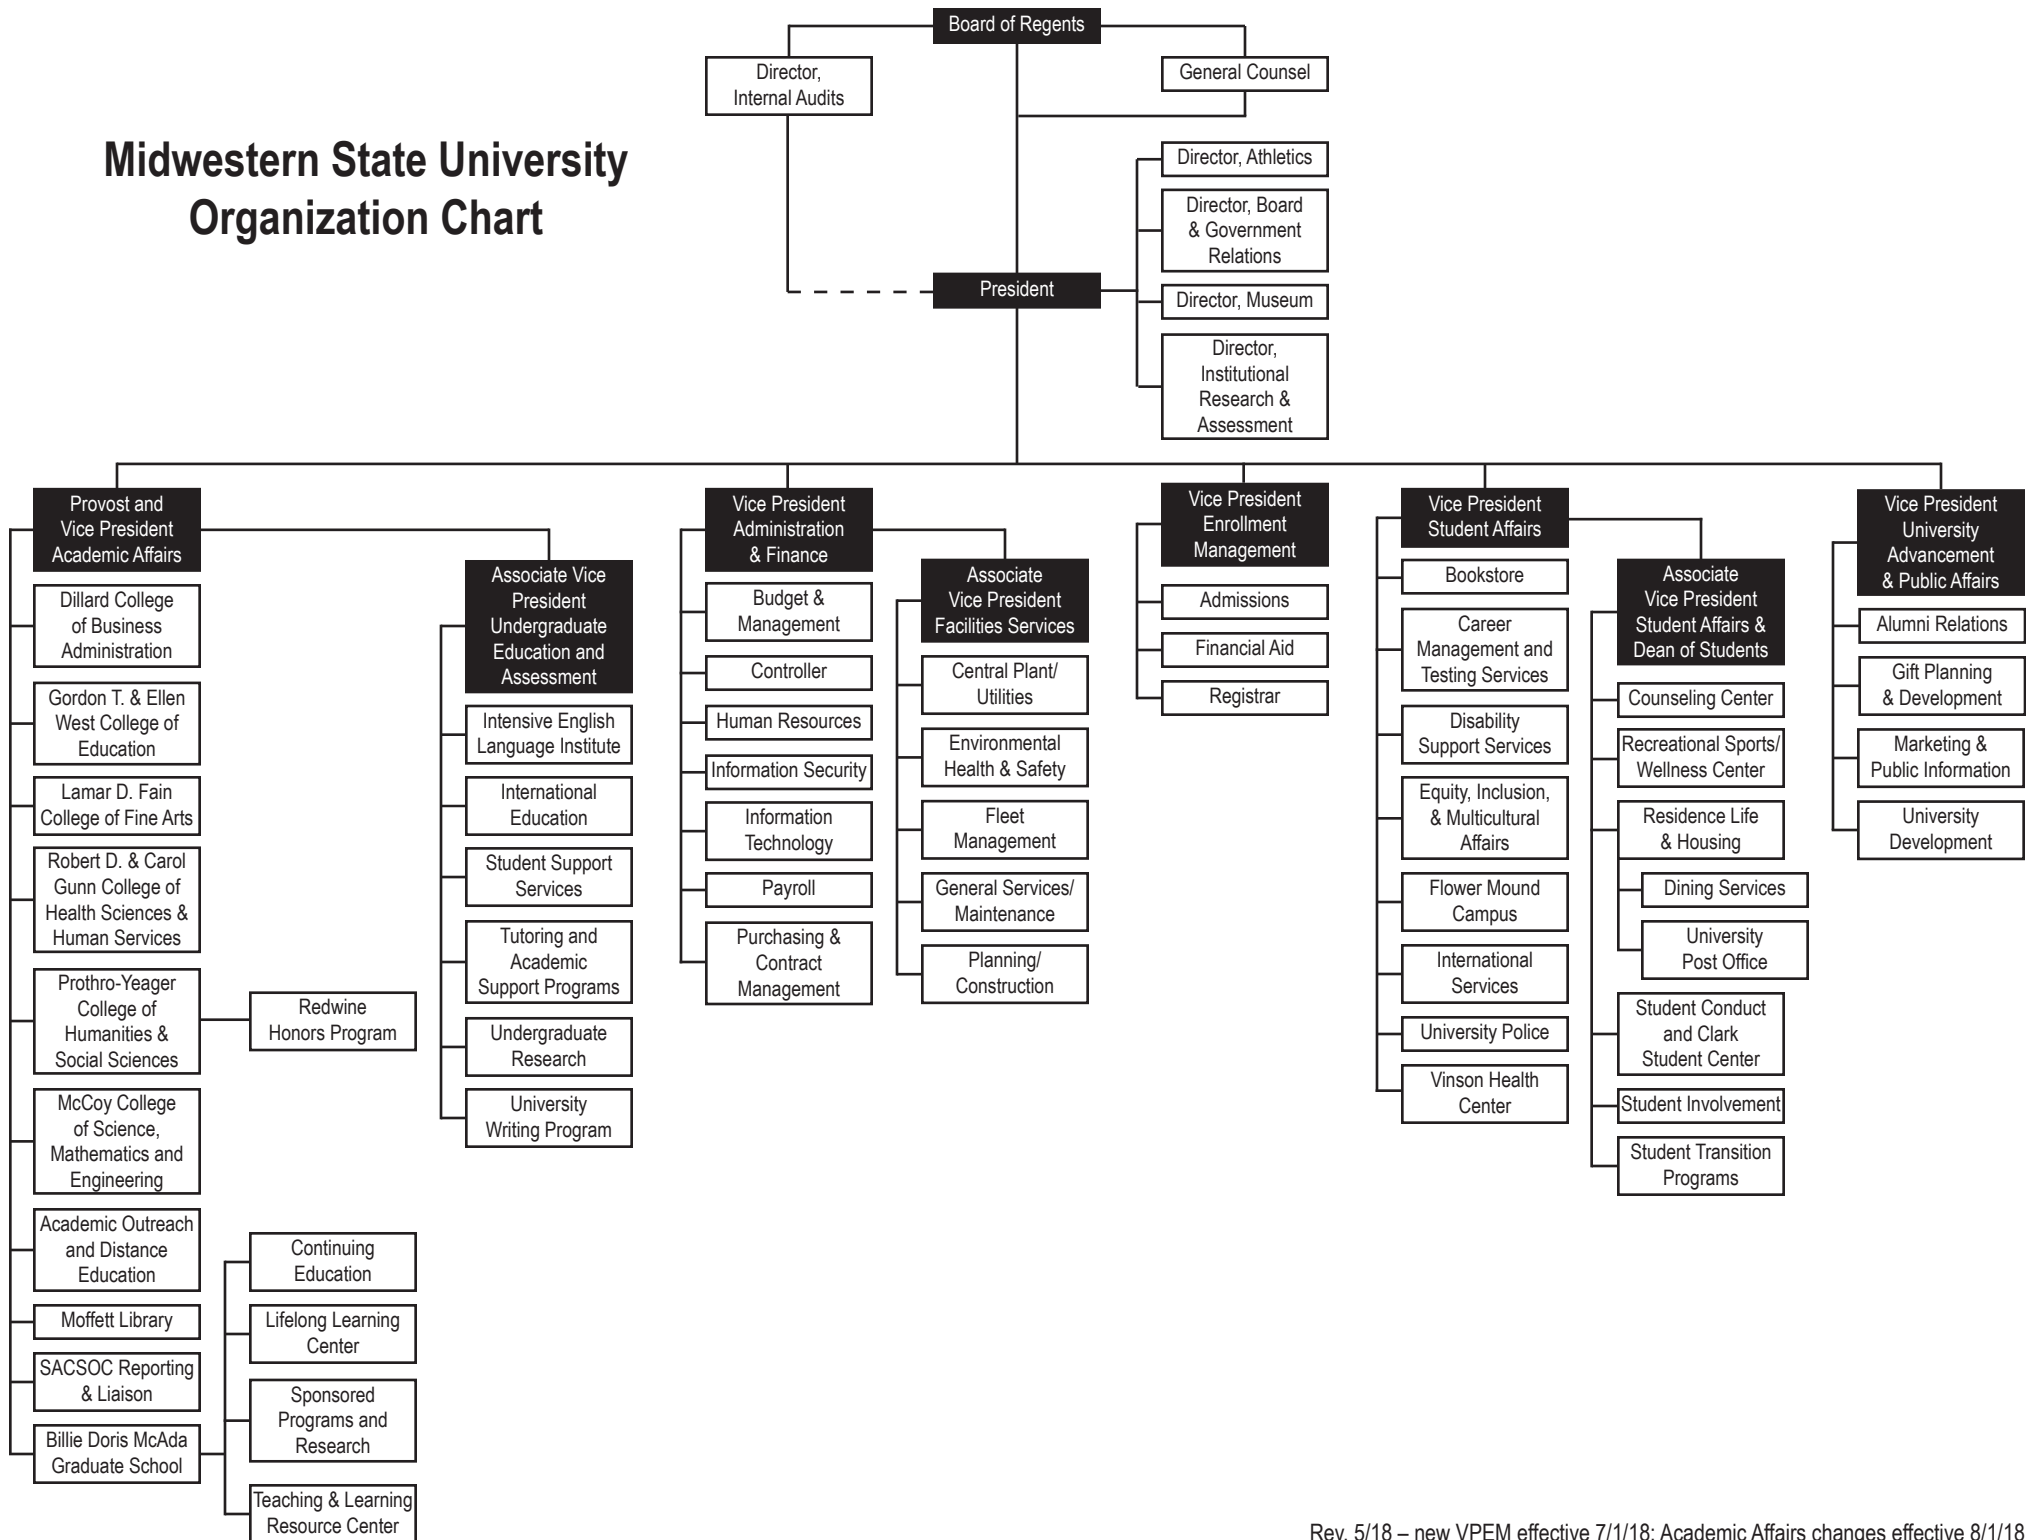 Board of Regents
Director,
Internal Audits
General Counsel
Midwestern State University
Organization Chart
Director, Athletics
Director, Board
& Government
Relations
President
Director, Museum
Director,
Institutional
Research &
Assessment
Provost and
Vice President
Academic Affairs
Dillard College
of Business
Administration
Gordon T. & Ellen
West College of
Education
Lamar D. Fain
College of Fine Arts
Robert D. & Carol
Gunn College of
Health Sciences &
Human Services
Prothro-Yeager
College of
Humanities &
Social Sciences
Redwine
Honors Program
McCoy College
of Science,
Mathematics and
Engineering
Academic Outreach
and Distance
Education
Moffett Library
SACSOC Reporting
& Liaison
Billie Doris McAda
Graduate School
Continuing
Education
Lifelong Learning
Center
Sponsored
Programs and
Research
Teaching & Learning
Resource Center
Associate Vice
President
Undergraduate
Education and
Assessment
Intensive English
Language Institute
International
Education
Student Support
Services
Tutoring and
Academic
Support Programs
Undergraduate
Research
University
Writing Program
Vice President
Administration
& Finance
Budget &
Management
Controller
Human Resources
Information Security
Information
Technology
Payroll
Purchasing &
Contract
Management
Associate
Vice President
Facilities Services
Central Plant/
Utilities
Environmental
Health & Safety
Fleet
Management
General Services/
Maintenance
Planning/
Construction
Vice President
Enrollment
Management
Admissions
Financial Aid
Registrar
Vice President
Student Affairs
Bookstore
Career
Management and
Testing Services
Disability
Support Services
Equity, Inclusion,
& Multicultural
Affairs
Flower Mound
Campus
International
Services
University Police
Vinson Health
Center
Associate
Vice President
Student Affairs &
Dean of Students
Counseling Center
Recreational Sports/
Wellness Center
Residence Life
& Housing
Dining Services
University
Post Office
Student Conduct
and Clark
Student Center
Student Involvement
Student Transition
Programs
Vice President
University
Advancement
& Public Affairs
Alumni Relations
Gift Planning
& Development
Marketing &
Public Information
University
Development
Rev. 5/18 – new VPEM effective 7/1/18; Academic Affairs changes effective 8/1/18